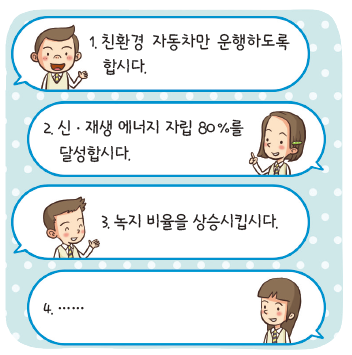 1. 친환경 자동차만 운행하도록
합시다.
2. 신·재생 에너지 자립 80%를
달성합시다.
3. 녹지 비율을 상승시킵시다.
4. ……